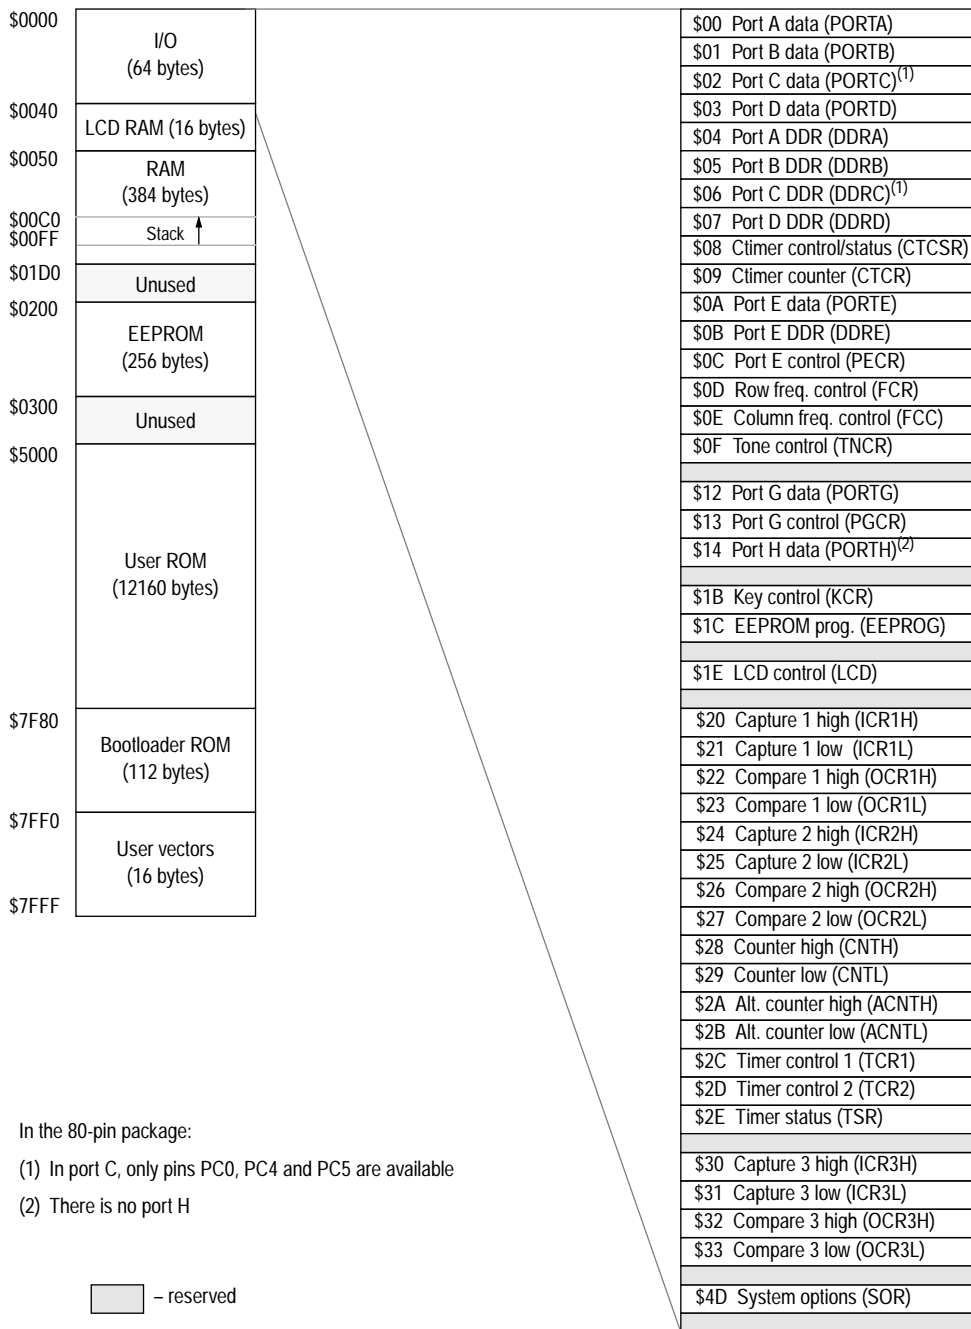 $0000
I/O
(64 bytes)
$0040
LCD RAM (16 bytes)
$0050
RAM
(384 bytes)
$00C0
$00FF
Stack
$01D0
Unused
$0200
EEPROM
(256 bytes)
$0300
Unused
$5000
User ROM
(12160 bytes)
$7F80
Bootloader ROM
(112 bytes)
$7FF0
User vectors
(16 bytes)
$7FFF
In the 80-pin package:
(1) In port C, only pins PC0, PC4 and PC5 are available
(2) There is no port H
– reserved
$00 Port A data (PORTA)
$01 Port B data (PORTB)
$02 Port C data (PORTC)(1)
$03 Port D data (PORTD)
$04 Port A DDR (DDRA)
$05 Port B DDR (DDRB)
$06 Port C DDR (DDRC)(1)
$07 Port D DDR (DDRD)
$08 Ctimer control/status (CTCSR)
$09 Ctimer counter (CTCR)
$0A Port E data (PORTE)
$0B Port E DDR (DDRE)
$0C Port E control (PECR)
$0D Row freq. control (FCR)
$0E Column freq. control (FCC)
$0F Tone control (TNCR)
$12 Port G data (PORTG)
$13 Port G control (PGCR)
$14 Port H data (PORTH)(2)
$1B Key control (KCR)
$1C EEPROM prog. (EEPROG)
$1E LCD control (LCD)
$20 Capture 1 high (ICR1H)
$21 Capture 1 low (ICR1L)
$22 Compare 1 high (OCR1H)
$23 Compare 1 low (OCR1L)
$24 Capture 2 high (ICR2H)
$25 Capture 2 low (ICR2L)
$26 Compare 2 high (OCR2H)
$27 Compare 2 low (OCR2L)
$28 Counter high (CNTH)
$29 Counter low (CNTL)
$2A Alt. counter high (ACNTH)
$2B Alt. counter low (ACNTL)
$2C Timer control 1 (TCR1)
$2D Timer control 2 (TCR2)
$2E Timer status (TSR)
$30 Capture 3 high (ICR3H)
$31 Capture 3 low (ICR3L)
$32 Compare 3 high (OCR3H)
$33 Compare 3 low (OCR3L)
$4D System options (SOR)